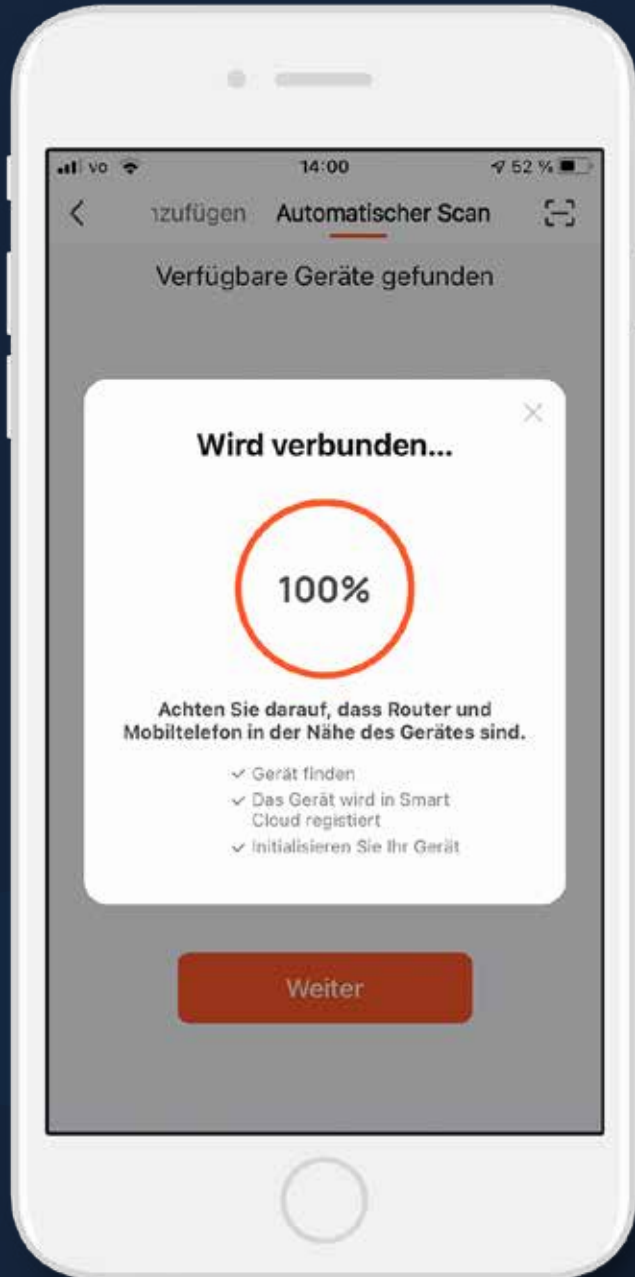 vo 14:00 52 %
nzufügen Automatischer Scan
Verfügbare Geräte gefunden
Wird verbunden...
100%
Achten Sie darauf, dass Router und
Mobiltelefon in der Nähe des Gerätes sind.
✓ Gerät finden
✓ Das Gerät wird in Smart
Cloud registiert
✓ Initialisieren Sie Ihr Gerät
Weiter